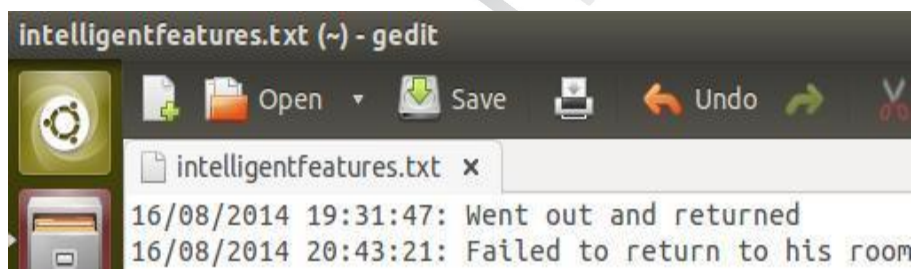 intelligentfeatures.txt (~) - gedit
Open Save Undo
intelligentfeatures.txt x
16/08/2014 19:31:47: Went out and returned
16/08/2014 20:43:21: Failed to return to his room